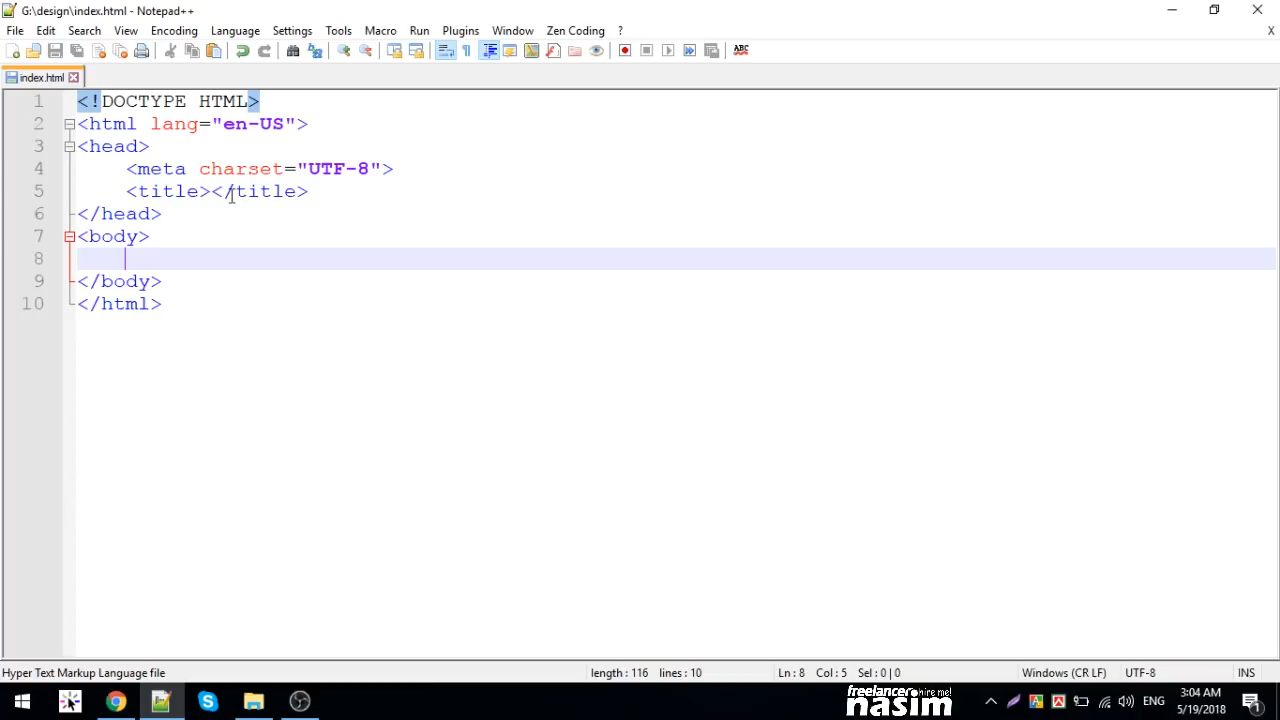 G:\design\index.html - Notepad++
File Edit Search View Encoding Language Settings Tools Macro Run Plugins Window Zen Coding ? X
ABC
index.html
1 <!DOCTYPE HTML>
2 <html lang="en-US">
3 <head>
4 <meta charset="UTF-8">
5 <title></title>
6 </head>
7 <body>
8
9 </body>
10 </html>
Hyper Text Markup Language file length : 116 lines : 10 Ln : 8 Col : 5 Sel : 0 | 0 Windows (CR LF) UTF-8 INS
freelancer hire me!
nasim
ENG
3:04 AM
5/19/2018
1